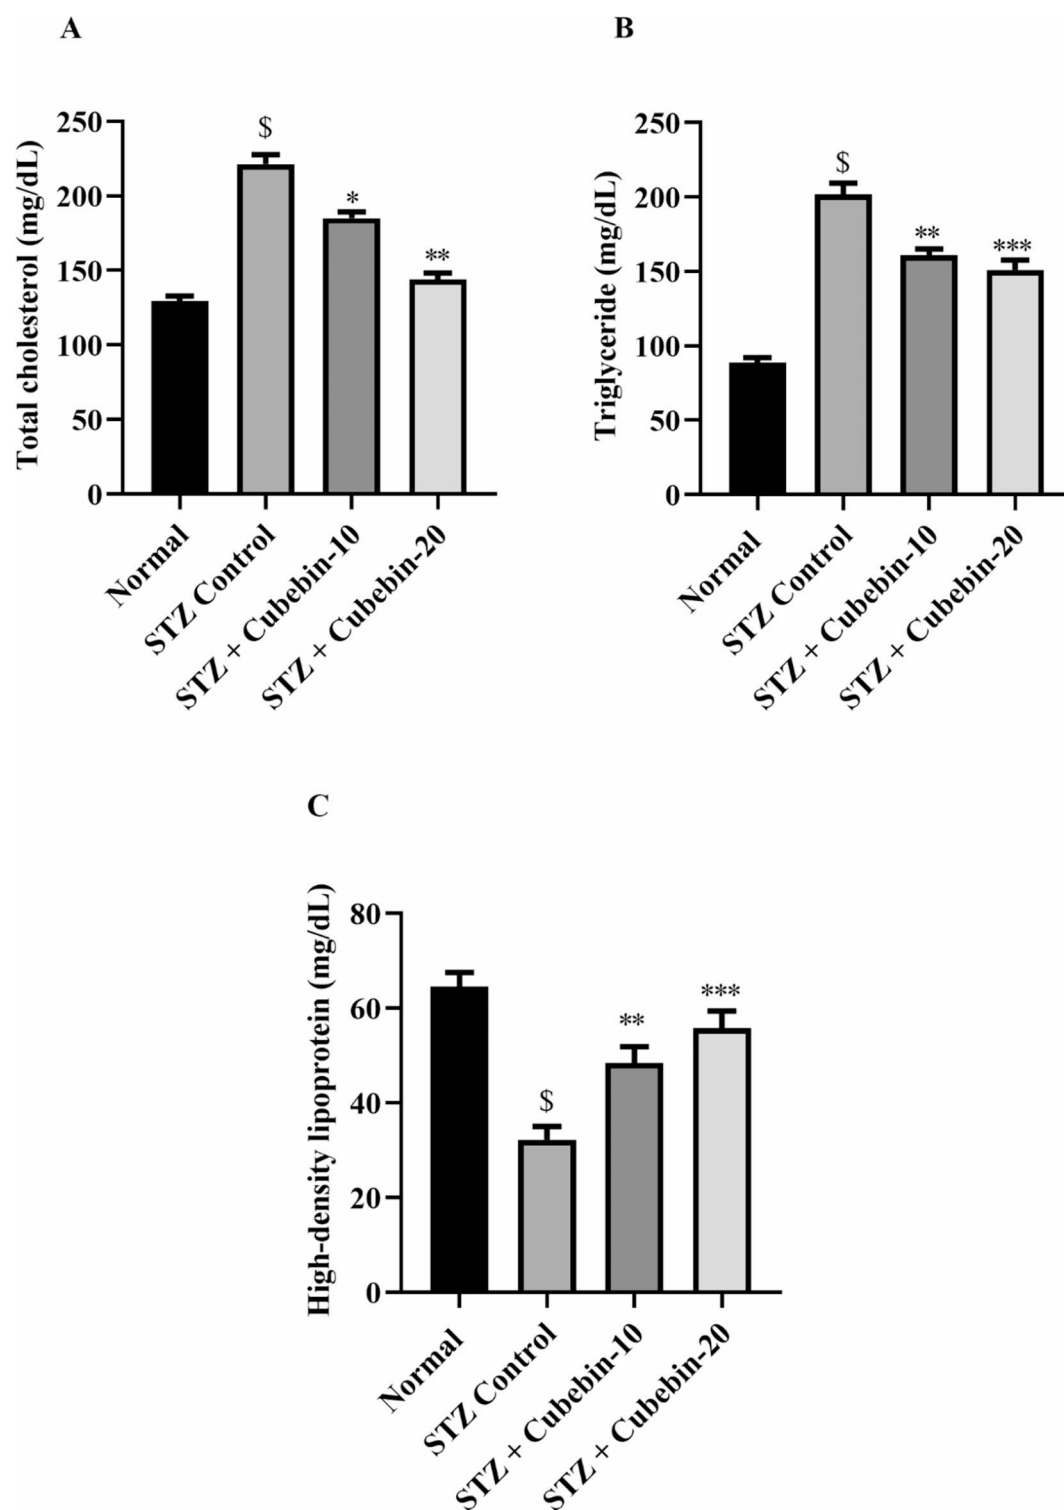 A
Total cholesterol (mg/dL)
250
200
150
100
50
0
$
*
**
Normal
STZ Control
STZ + Cubebin-10
STZ + Cubebin-20
B
Triglyceride (mg/dL)
250
200
150
100
50
0
$
**
***
Normal
STZ Control
STZ + Cubebin-10
STZ + Cubebin-20
C
High-density lipoprotein (mg/dL)
80
60
40
20
0
$
**
***
Normal
STZ Control
STZ + Cubebin-10
STZ + Cubebin-20